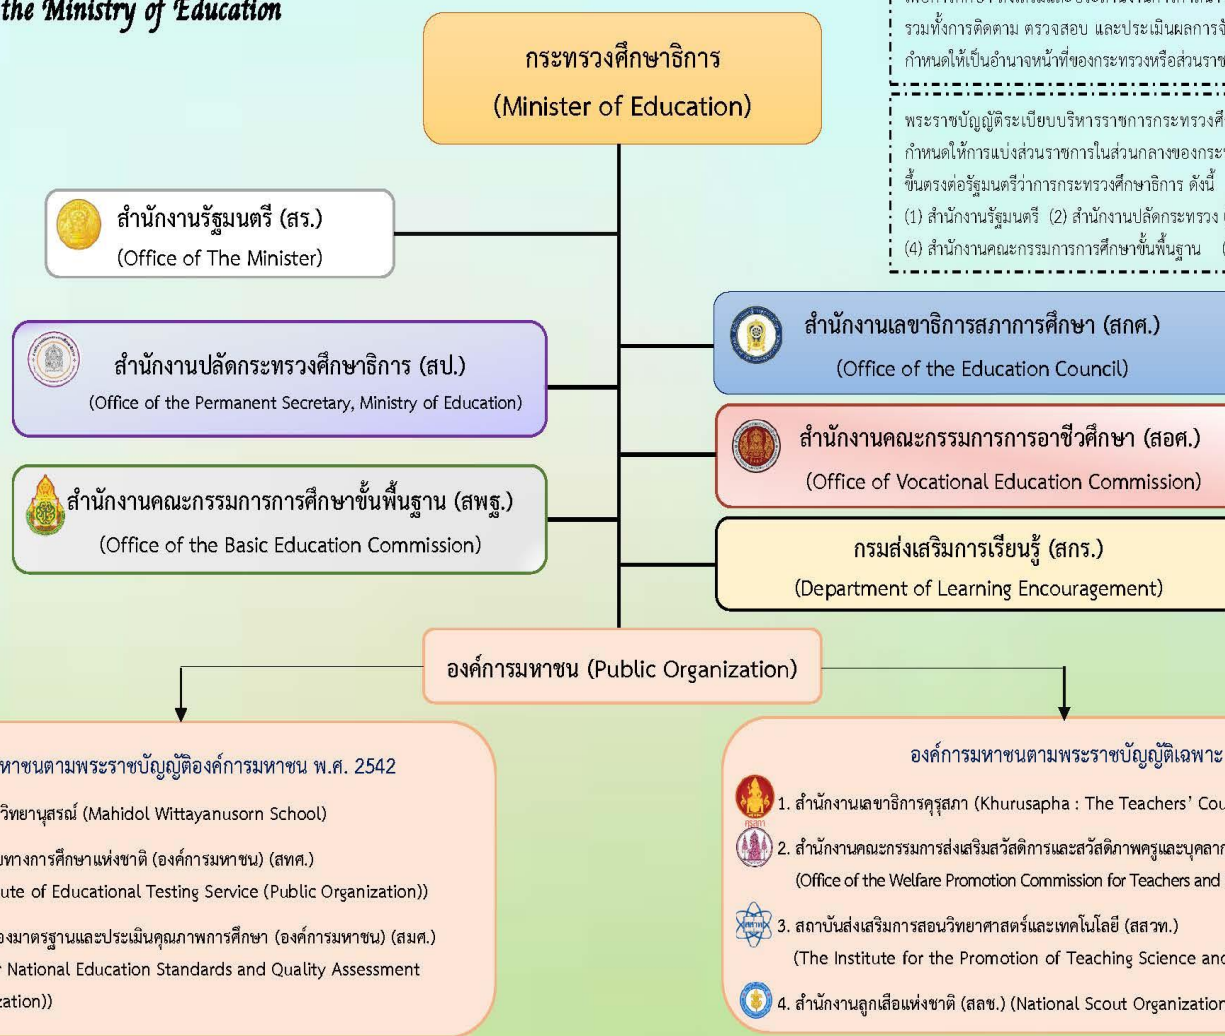 the Ministry of Education
รวมทั้งการติดตาม ตรวจสอบ และประเมินผลการจั
กำหนดให้เป็นอำนาจหน้าที่ของกระทรวงหรือส่วนราช
พระราชบัญญัติระเบียบบริหารราชการกระทรวงศึ
กำหนดให้การแบ่งส่วนราชการในส่วนกลางของกระท
ขึ้นตรงต่อรัฐมนตรีว่าการกระทรวงศึกษาธิการ ดังนี้
(1) สำนักงานรัฐมนตรี (2) สำนักงานปลัดกระทรวง
(4) สำนักงานคณะกรรมการการศึกษาขั้นพื้นฐาน (
กระทรวงศึกษาธิการ
(Minister of Education)
สำนักงานรัฐมนตรี (สร.)
(Office of The Minister)
สำนักงานเลขาธิการสภาการศึกษา (สกศ.)
(Office of the Education Council)
สำนักงานปลัดกระทรวงศึกษาธิการ (สป.)
(Office of the Permanent Secretary, Ministry of Education)
สำนักงานคณะกรรมการการอาชีวศึกษา (สอศ.)
(Office of Vocational Education Commission)
สำนักงานคณะกรรมการการศึกษาขั้นพื้นฐาน (สพฐ.)
(Office of the Basic Education Commission)
กรมส่งเสริมการเรียนรู้ (สกร.)
(Department of Learning Encouragement)
องค์การมหาชน (Public Organization)
หาชนตามพระราชบัญญัติองค์การมหาชน พ.ศ. 2542
วิทยานุสรณ์ (Mahidol Wittayanusorn School)
บทางการศึกษาแห่งชาติ (องค์การมหาชน) (สทศ.)
ute of Educational Testing Service (Public Organization))
องมาตรฐานและประเมินคุณภาพการศึกษา (องค์การมหาชน) (สมศ.)
National Education Standards and Quality Assessment
zation))
องค์การมหาชนตามพระราชบัญญัติเฉพาะ
1. สำนักงานเลขาธิการคุรุสภา (Khurusapha : The Teachers' Cou
2. สำนักงานคณะกรรมการส่งเสริมสวัสดิการและสวัสดิภาพครูและบุคลาก
(Office of the Welfare Promotion Commission for Teachers and
3. สถาบันส่งเสริมการสอนวิทยาศาสตร์และเทคโนโลยี (สสวท.)
(The Institute for the Promotion of Teaching Science and
4. สำนักงานลูกเสือแห่งชาติ (สลช.) (National Scout Organization